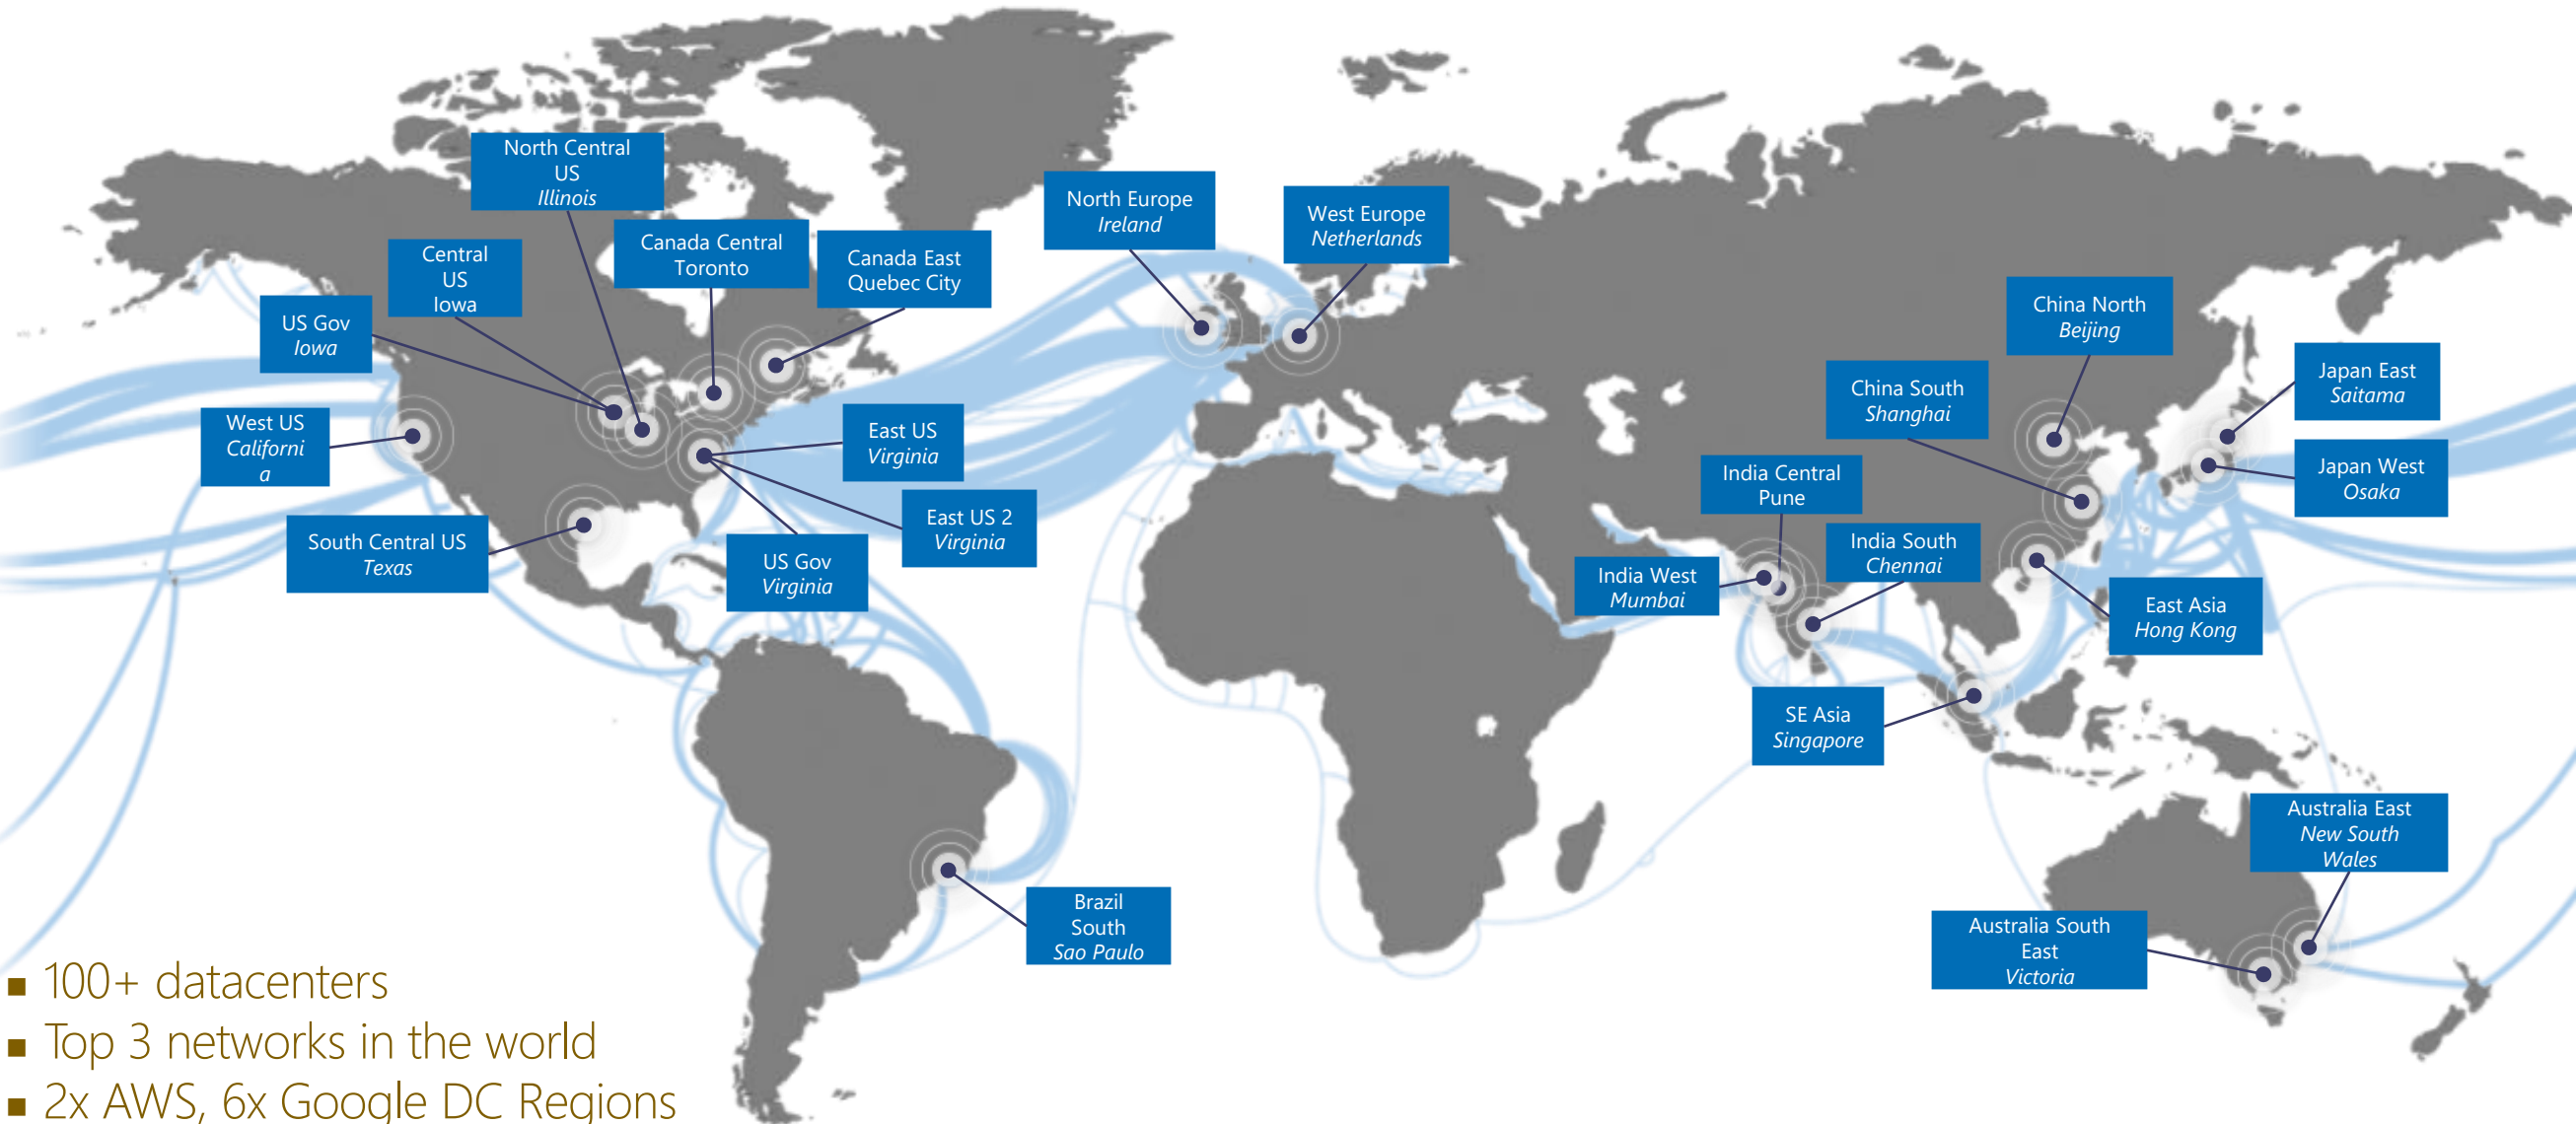 North Central
US
Illinois
Canada Central
Toronto
Canada East
Quebec City
Central
US
Iowa
US Gov
Iowa
West US
Californi
a
South Central US
Texas
East US
Virginia
East US 2
Virginia
US Gov
Virginia
North Europe
Ireland
West Europe
Netherlands
China North
Beijing
China South
Shanghai
Japan East
Saitama
Japan West
Osaka
India Central
Pune
India South
Chennai
India West
Mumbai
East Asia
Hong Kong
SE Asia
Singapore
Australia East
New South
Wales
Australia South
East
Victoria
Brazil
South
Sao Paulo
▪ 100+ datacenters
▪ Top 3 networks in the world
▪ 2x AWS, 6x Google DC Regions